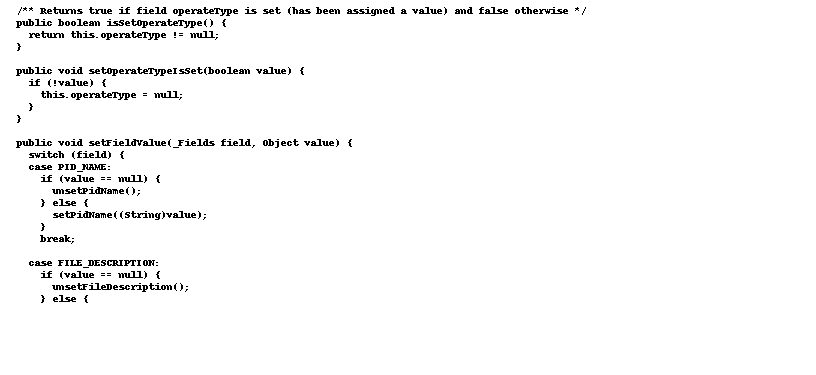 /** Returns true if field operateType is set (has been assigned a value) and false otherwise */
public boolean isSetOperateType() {
return this.operateType != null;
}
public void setOperateTypeIsSet(boolean value) {
if (!value) {
this.operateType = null;
}
}
public void setFieldValue(_Fields field, Object value) {
switch (field) {
case PID_NAME:
if (value == null) {
unsetPidName();
} else {
setPidName((String)value);
}
break;
case FILE_DESCRIPTION:
if (value == null) {
unsetFileDescription();
} else {